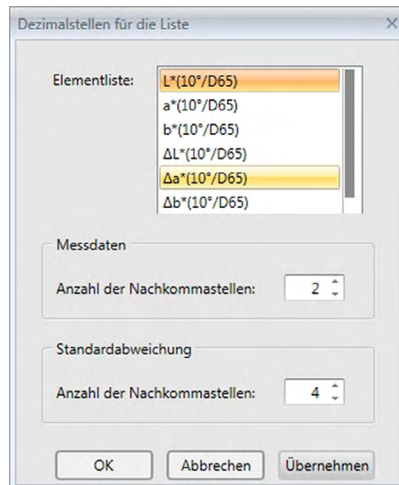 Dezimalstellen für die Liste
Elementliste:
L*(10°/D65)
a*(10°/D65)
b*(10°/D65)
ΔL*(10°/D65)
Δa*(10°/D65)
Δb*(10°/D65)
Messdaten
Anzahl der Nachkommastellen: 2
Standardabweichung
Anzahl der Nachkommastellen: 4
OK Abbrechen Übernehmen